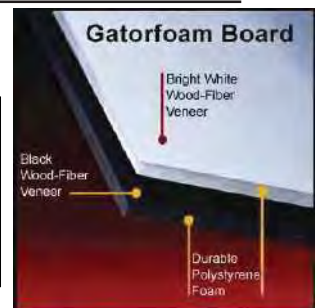 Gatorfoam Board
Bright White
Wood-Fiber
Veneer
Black
Wood-Fiber
Veneer
Durable
Polystyrene
Foam